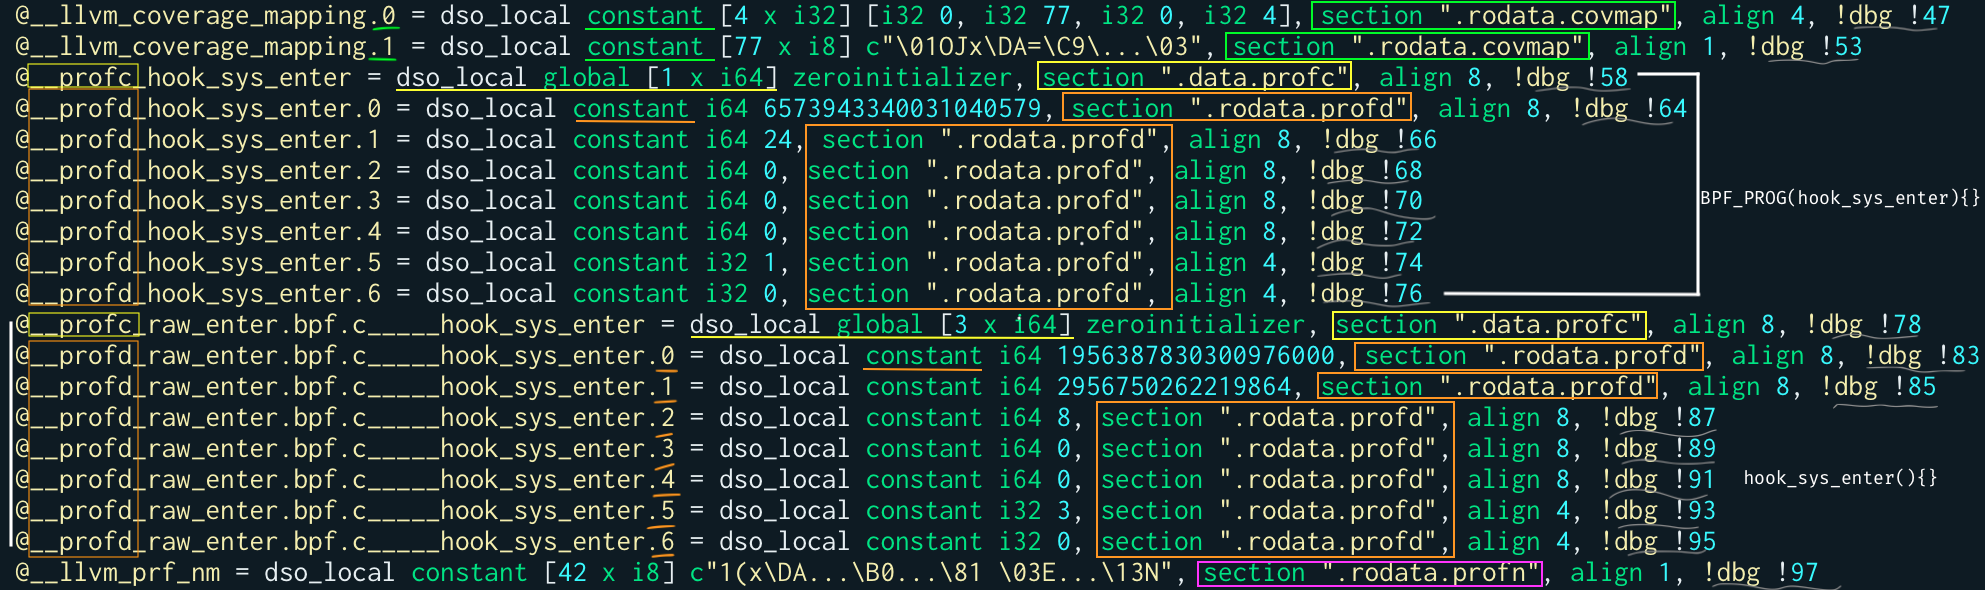 @__llvm_coverage_mapping.0 = dso_local constant [4 x i32] [i32 0, i32 77, i32 0, i32 4], section ".rodata.covmap", align 4, !dbg !47
@__llvm_coverage_mapping.1 = dso_local constant [77 x i8] c"\01OJx\DA=\C9\...\03", section ".rodata.covmap", align 1, !dbg !53
@__profc_hook_sys_enter = dso_local global [1 x i64] zeroinitializer, section ".data.profc", align 8, !dbg !58
@__profd_hook_sys_enter.0 = dso_local constant i64 6573943340031040579, section ".rodata.profd", align 8, !dbg !64
@__profd_hook_sys_enter.1 = dso_local constant i64 24, section ".rodata.profd", align 8, !dbg !66
@__profd_hook_sys_enter.2 = dso_local constant i64 0, section ".rodata.profd", align 8, !dbg !68
@__profd_hook_sys_enter.3 = dso_local constant i64 0, section ".rodata.profd", align 8, !dbg !70
BPF_PROG(hook_sys_enter){}
@__profd_hook_sys_enter.4 = dso_local constant i64 0, section ".rodata.profd", align 8, !dbg !72
@__profd_hook_sys_enter.5 = dso_local constant i32 1, section ".rodata.profd", align 4, !dbg !74
@__profd_hook_sys_enter.6 = dso_local constant i32 0, section ".rodata.profd", align 4, !dbg !76
@__profc_raw_enter.bpf.c_____hook_sys_enter = dso_local global [3 x i64] zeroinitializer, section ".data.profc", align 8, !dbg !78
@__profd_raw_enter.bpf.c_____hook_sys_enter.0 = dso_local constant i64 1956387830300976000, section ".rodata.profd", align 8, !dbg !83
@__profd_raw_enter.bpf.c_____hook_sys_enter.1 = dso_local constant i64 2956750262219864, section ".rodata.profd", align 8, !dbg !85
@__profd_raw_enter.bpf.c_____hook_sys_enter.2 = dso_local constant i64 8, section ".rodata.profd", align 8, !dbg !87
@__profd_raw_enter.bpf.c_____hook_sys_enter.3 = dso_local constant i64 0, section ".rodata.profd", align 8, !dbg !89
@__profd_raw_enter.bpf.c_____hook_sys_enter.4 = dso_local constant i64 0, section ".rodata.profd", align 8, !dbg !91
hook_sys_enter(){}
@__profd_raw_enter.bpf.c_____hook_sys_enter.5 = dso_local constant i32 3, section ".rodata.profd", align 4, !dbg !93
@__profd_raw_enter.bpf.c_____hook_sys_enter.6 = dso_local constant i32 0, section ".rodata.profd", align 4, !dbg !95
@__llvm_prf_nm = dso_local constant [42 x i8] c"1(x\DA...\B0...\81 \03E...\13N", section ".rodata.profn", align 1, !dbg !97